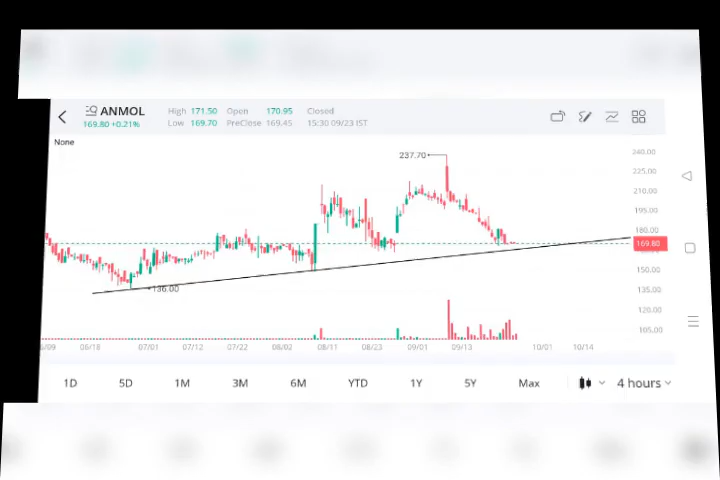 ANMOL High 171.50 Open 170.95 Closed
169.80 +0.21% Low 169.70 PreClose 169.45 15:30 09/23 IST
None
237.70
240.00
225.00
210.00
195.00
180.00
169.80
150.00
136.00
135.00
120.00
105.00
6/09 06/18 07/01 07/12 07/22 08/02 08/11 08/23 09/01 09/13 10/01 10/14
1D 5D 1M 3M 6M YTD 1Y 5Y Max 4 hours